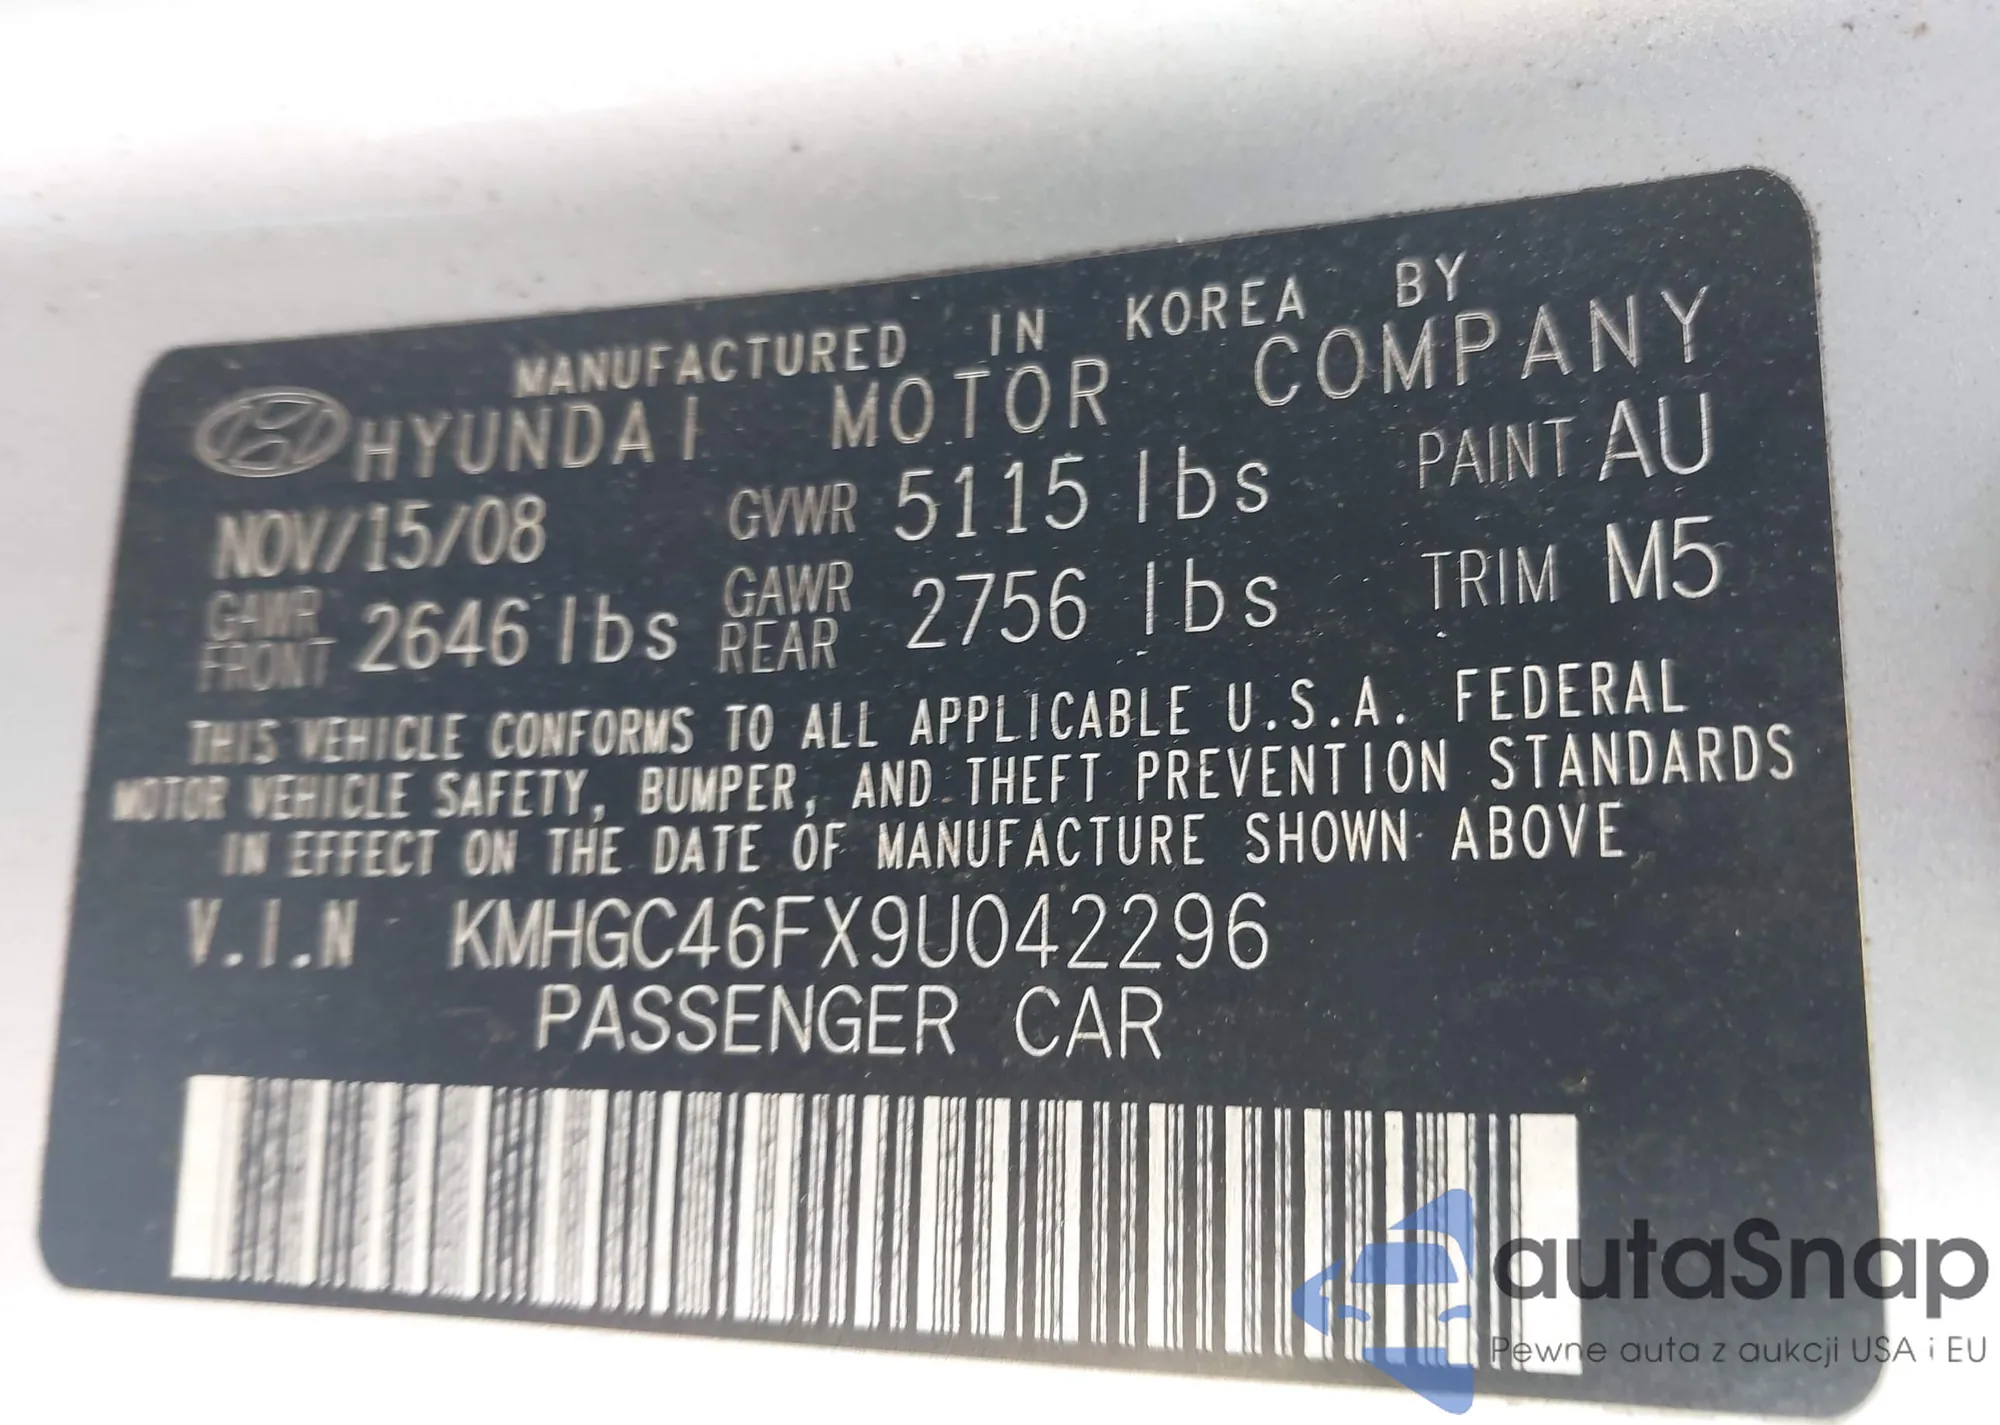 MANUFACTURED IN KOREA BY
HYUNDAI MOTOR COMPANY
NOV/15/08 GVWR 5115 lbs PAINT AU
GAWR FRONT 2646 lbs GAWR REAR 2756 lbs TRIM M5
THIS VEHICLE CONFORMS TO ALL APPLICABLE U.S.A. FEDERAL
MOTOR VEHICLE SAFETY, BUMPER, AND THEFT PREVENTION STANDARDS
IN EFFECT ON THE DATE OF MANUFACTURE SHOWN ABOVE
V.I.N KMHGC46FX9U042296
PASSENGER CAR
autaSnap
Pewne auta z aukcji USA i EU